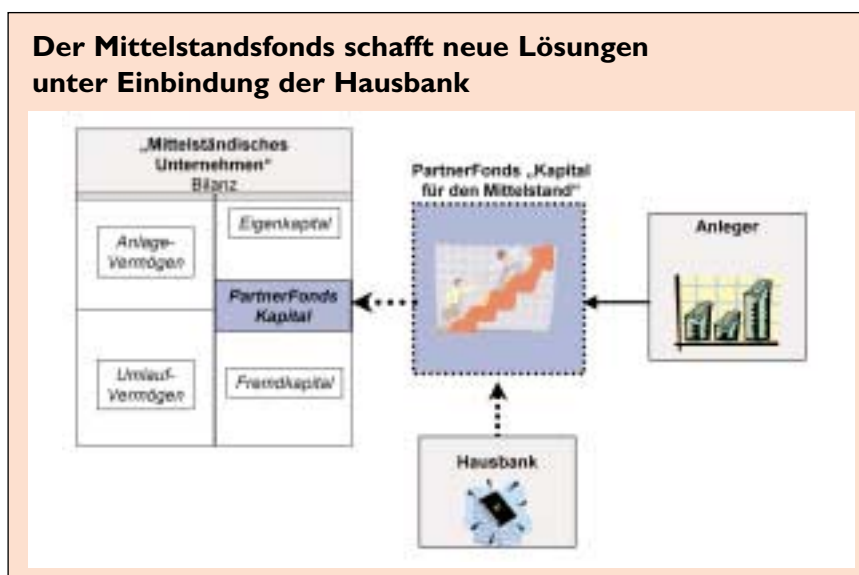 Der Mittelstandsfonds schafft neue Lösungen
unter Einbindung der Hausbank
„Mittelständisches
Unternehmen“
Bilanz
Anlage-
Vermögen
Eigenkapital
PartnerFonds
Kapital
Umlauf-
Vermögen
Fremdkapital
PartnerFonds „Kapital
für den Mittelstand“
Anleger
Hausbank